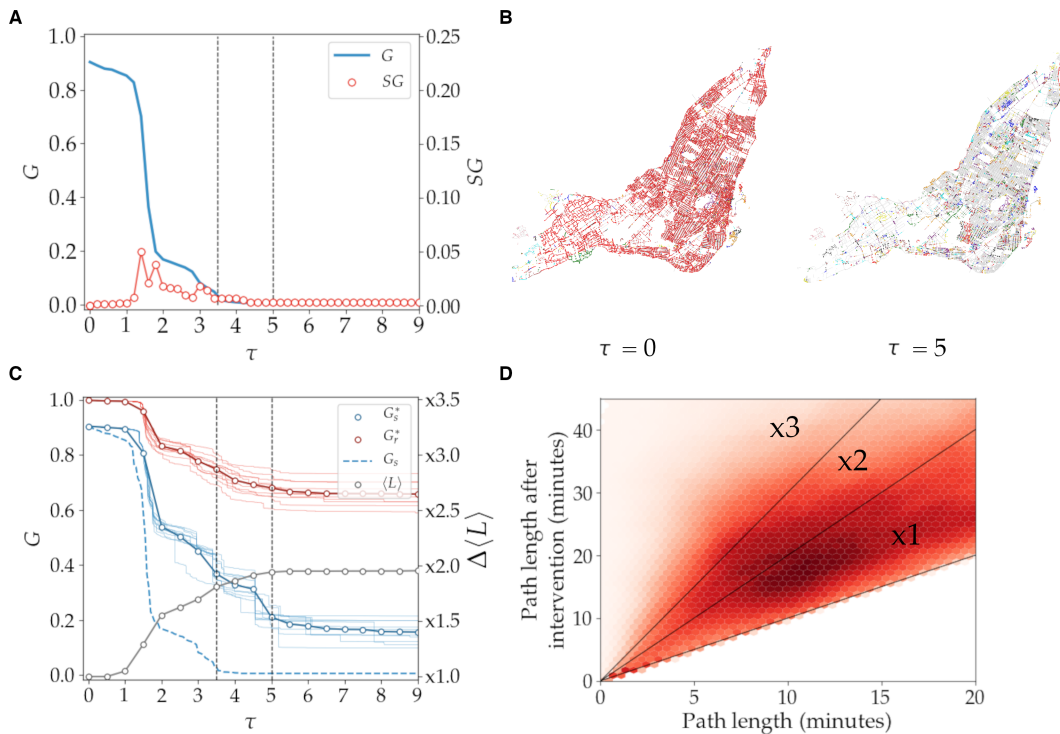 A
1.0
0.8
0.6
0.4
0.2
0.0
G
0.25
0.20
0.15
0.10
0.05
0.00
SG
G
SG
0 1 2 3 4 5 6 7 8 9
τ
B
τ = 0
τ = 5
C
1.0
0.8
0.6
0.4
0.2
0.0
G
x3.5
x3.0
x2.5
x2.0
x1.5
x1.0
Δ⟨L⟩
G*s
G*r
Gs
⟨L⟩
0 1 2 3 4 5 6 7 8 9
τ
D
Path length after
intervention (minutes)
40
30
20
10
0
x3
x2
x1
0 5 10 15 20
Path length (minutes)